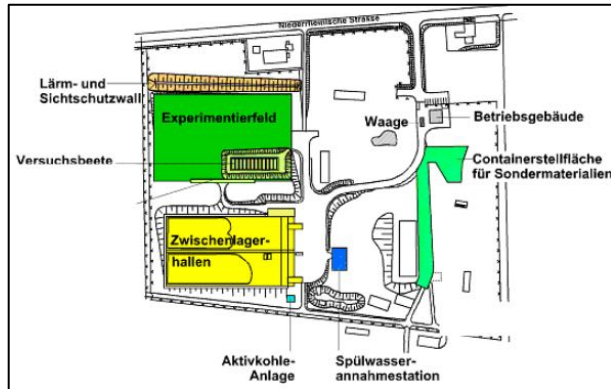 Niederrheinische Strasse
Lärm- und
Sichtschutzwall
Experimentierfeld
Waage
Betriebsgebäude
Versuchsbeete
Containerstellfläche
für Sondermaterialien
Zwischenlager-
hallen
Aktivkohle-
Anlage
Spülwasser-
annahmestation